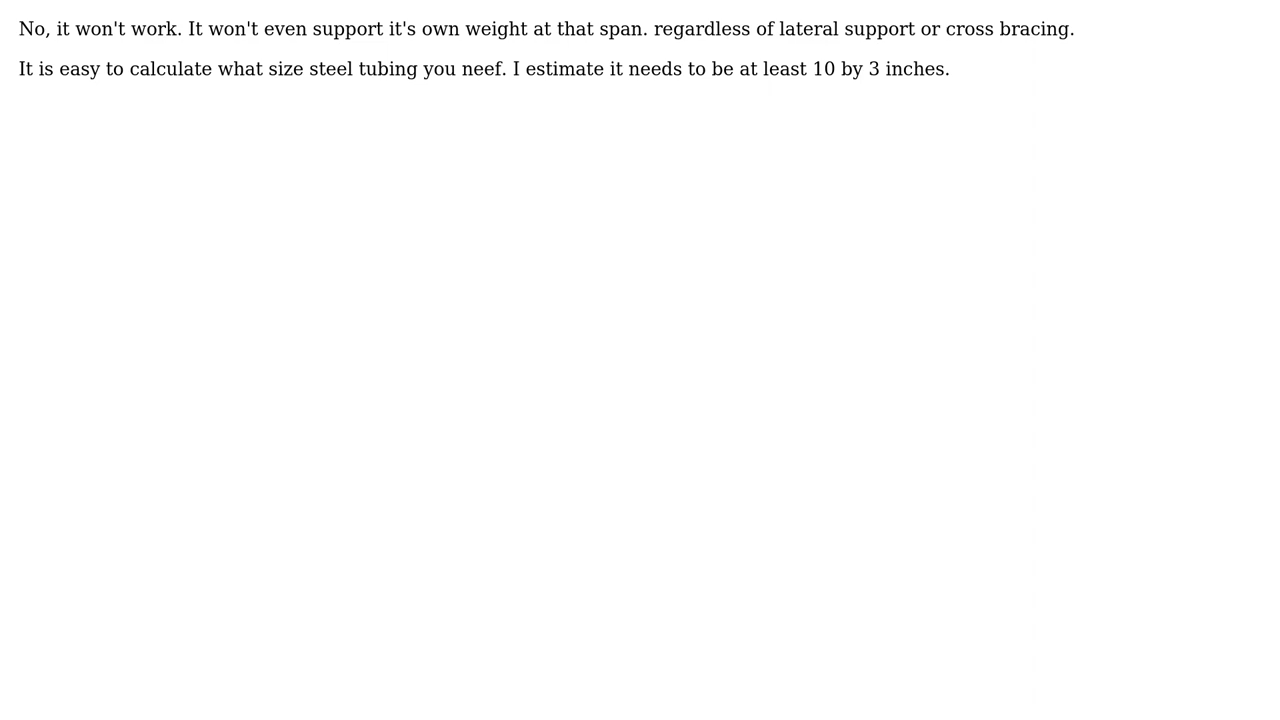 No, it won't work. It won't even support it's own weight at that span. regardless of lateral support or cross bracing.
It is easy to calculate what size steel tubing you neef. I estimate it needs to be at least 10 by 3 inches.